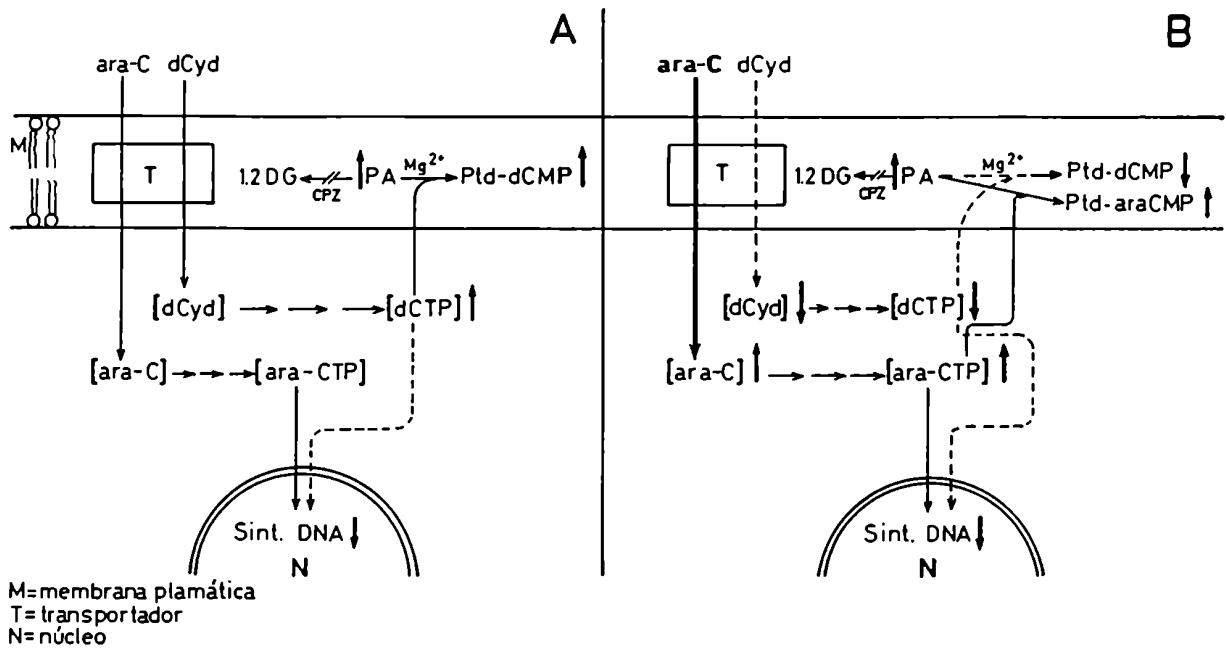 A
ara-C dCyd
M
T
1.2 DG CPZ ↑PA Mg²⁺ Ptd-dCMP↑
[dCyd] → → → [dCTP]↑
[ara-C] → → → [ara-CTP]
Sint. DNA↓
N
B
ara-C dCyd
T
1.2 DG CPZ ↑PA Mg²⁺ Ptd-dCMP↓
Ptd-araCMP↑
[dCyd]↓ → → → [dCTP]↓
[ara-C]↑ → → → [ara-CTP]↑
Sint. DNA↓
N
M=membrana plamática
T=transportador
N=núcleo